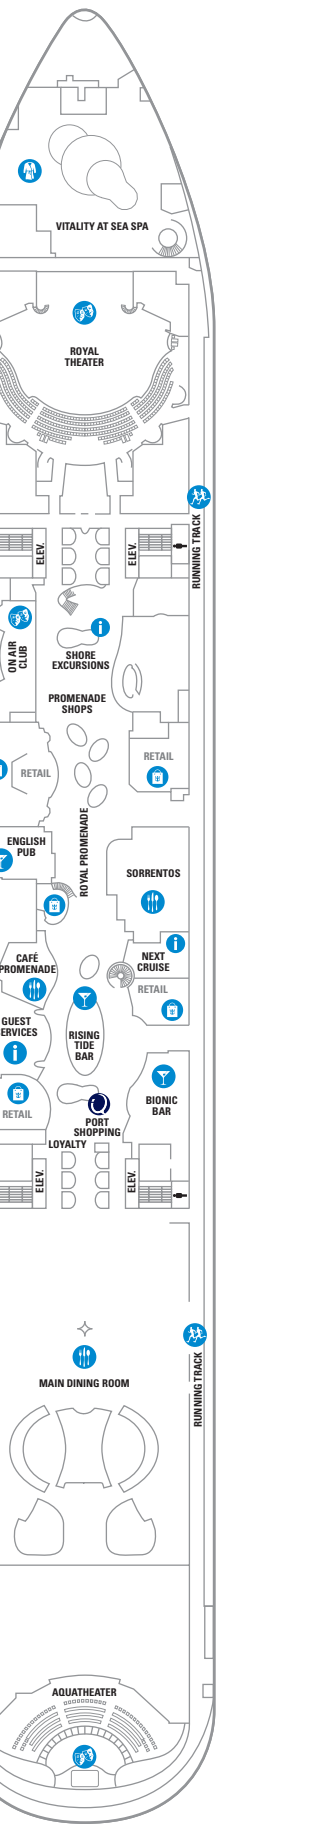 VITALITY AT SEA SPA
ROYAL
THEATER
RUNNING TRACK
ELEV.
ELEV.
ON AIR
CLUB
SHORE
EXCURSIONS
PROMENADE
SHOPS
RETAIL
RETAIL
ROYAL PROMENADE
ENGLISH
PUB
SORRENTOS
CAFÉ
PROMENADE
NEXT
CRUISE
RETAIL
GUEST
SERVICES
RISING
TIDE
BAR
BIONIC
BAR
RETAIL
PORT
SHOPPING
LOYALTY
ELEV.
ELEV.
RUNNING TRACK
MAIN DINING ROOM
AQUATHEATER